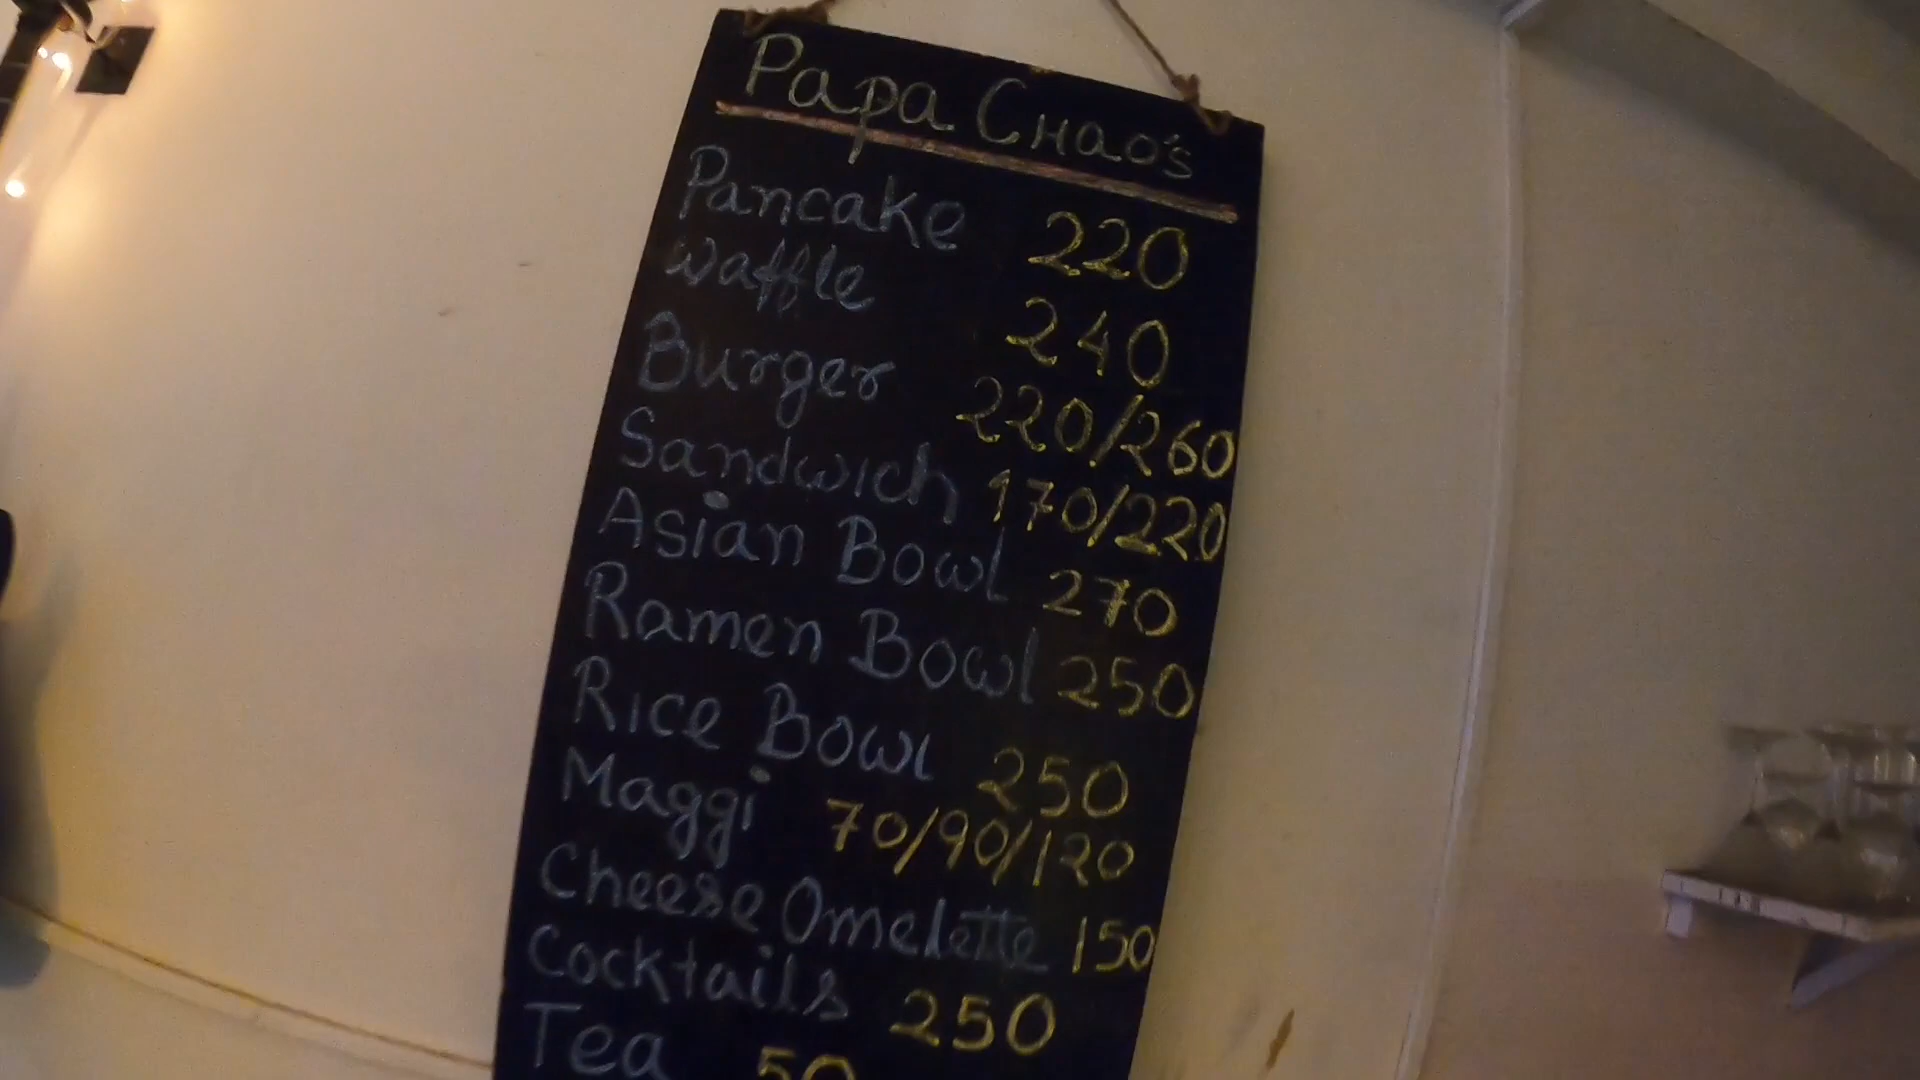 Papa Chao's
Pancake 220
Waffle 240
Burger 220/260
Sandwich 170/220
Asian Bowl 270
Ramen Bowl 250
Rice Bowl 250
Maggi 70/90/120
Cheese Omelette 150
Cocktails 250
Tea 50